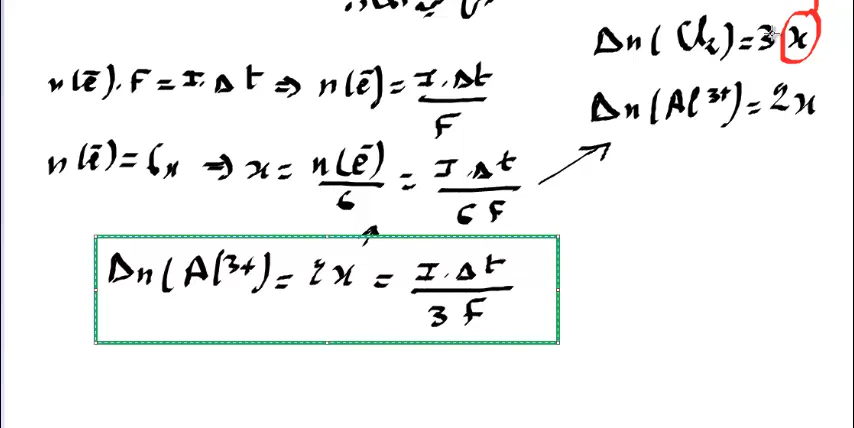 Δn(Cl₂)=3x
n(ē).F=I.Δt ⇒ n(ē)=I.Δt/F
Δn(Al³⁺)=2x
n(ē)=6x ⇒ x=n(ē)/6=I.Δt/6F
Δn(Al³⁺)=2x=I.Δt/3F